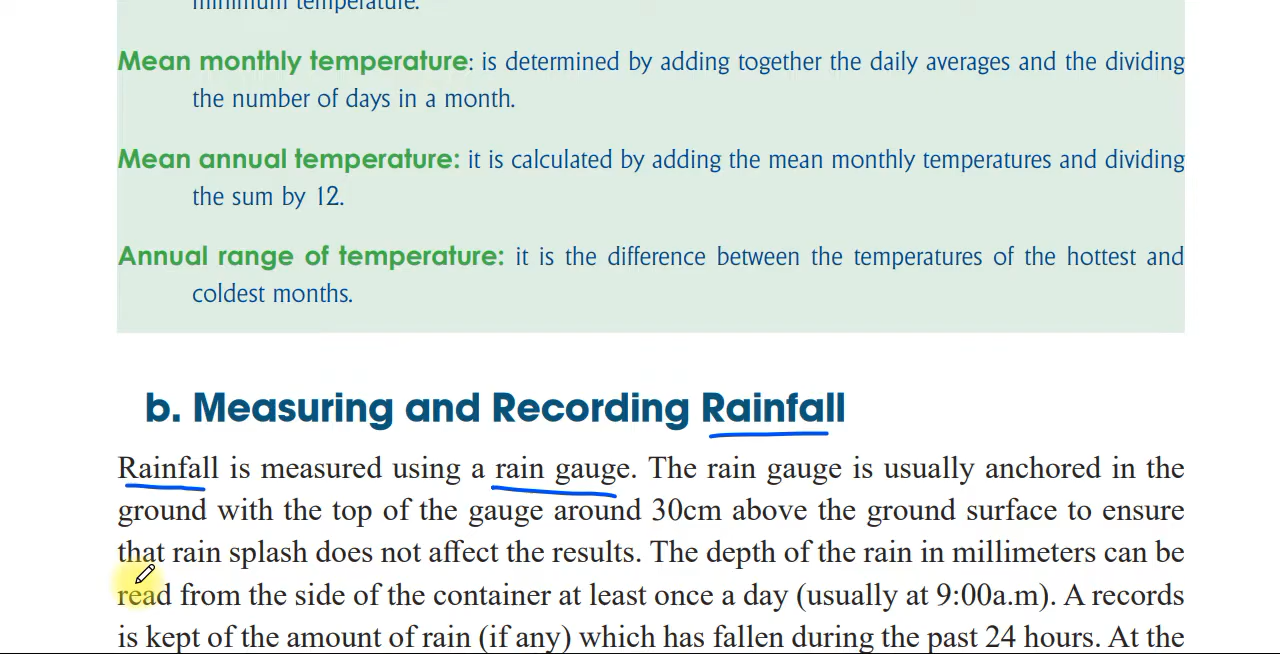 minimum temperature.
Mean monthly temperature: is determined by adding together the daily averages and the dividing
the number of days in a month.
Mean annual temperature: it is calculated by adding the mean monthly temperatures and dividing
the sum by 12.
Annual range of temperature: it is the difference between the temperatures of the hottest and
coldest months.
b. Measuring and Recording Rainfall
Rainfall is measured using a rain gauge. The rain gauge is usually anchored in the
ground with the top of the gauge around 30cm above the ground surface to ensure
that rain splash does not affect the results. The depth of the rain in millimeters can be
read from the side of the container at least once a day (usually at 9:00a.m). A records
is kept of the amount of rain (if any) which has fallen during the past 24 hours. At the